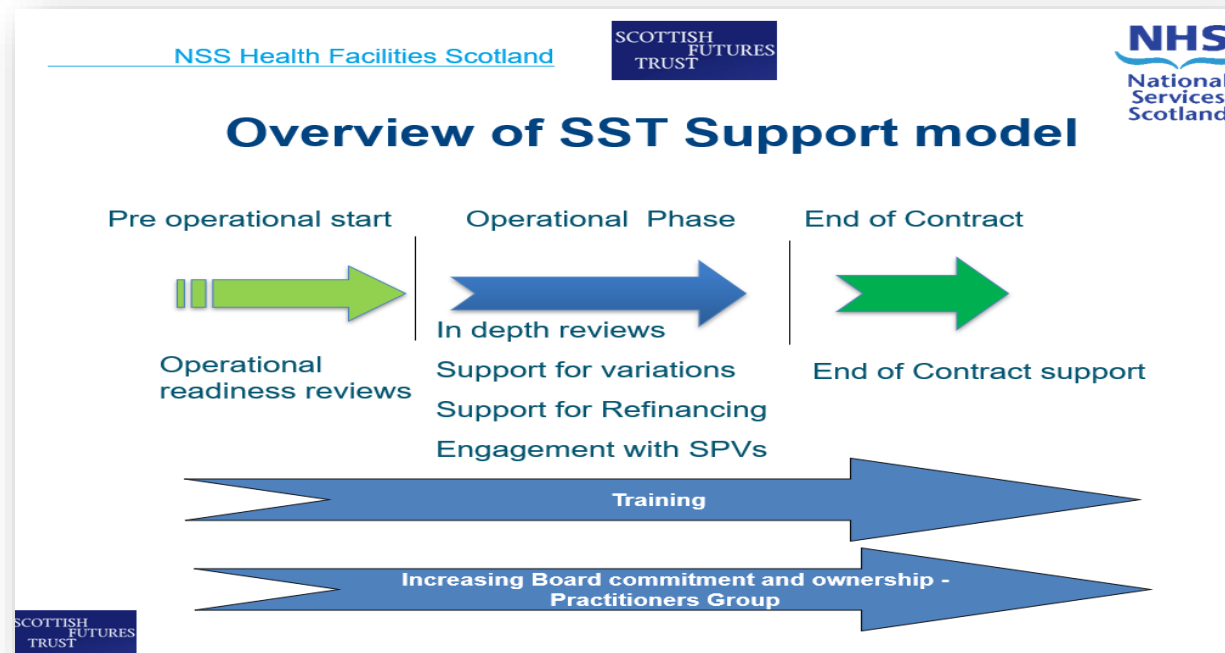 NSS Health Facilities Scotland
SCOTTISH
FUTURES
TRUST
NHS
National
Services
Scotland
Overview of SST Support model
Pre operational start
Operational Phase
End of Contract
Operational
readiness reviews
In depth reviews
Support for variations
Support for Refinancing
Engagement with SPVs
End of Contract support
Training
Increasing Board commitment and ownership -
Practitioners Group
SCOTTISH
FUTURES
TRUST